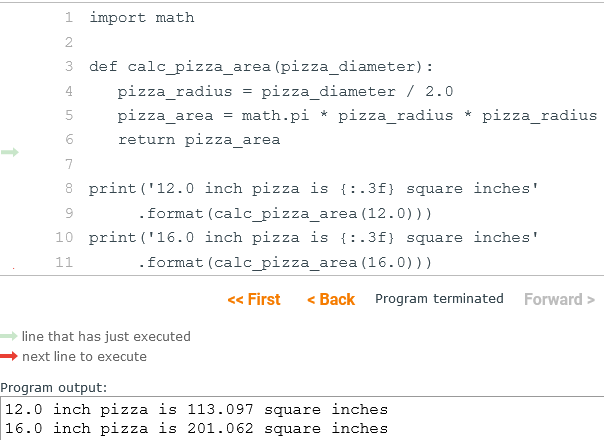 1 import math
2
3 def calc_pizza_area(pizza_diameter):
4    pizza_radius = pizza_diameter / 2.0
5    pizza_area = math.pi * pizza_radius * pizza_radius
6    return pizza_area
7
8 print('12.0 inch pizza is {:.3f} square inches'
9      .format(calc_pizza_area(12.0)))
10 print('16.0 inch pizza is {:.3f} square inches'
11      .format(calc_pizza_area(16.0)))
<< First < Back Program terminated Forward >
line that has just executed
next line to execute
Program output:
12.0 inch pizza is 113.097 square inches
16.0 inch pizza is 201.062 square inches